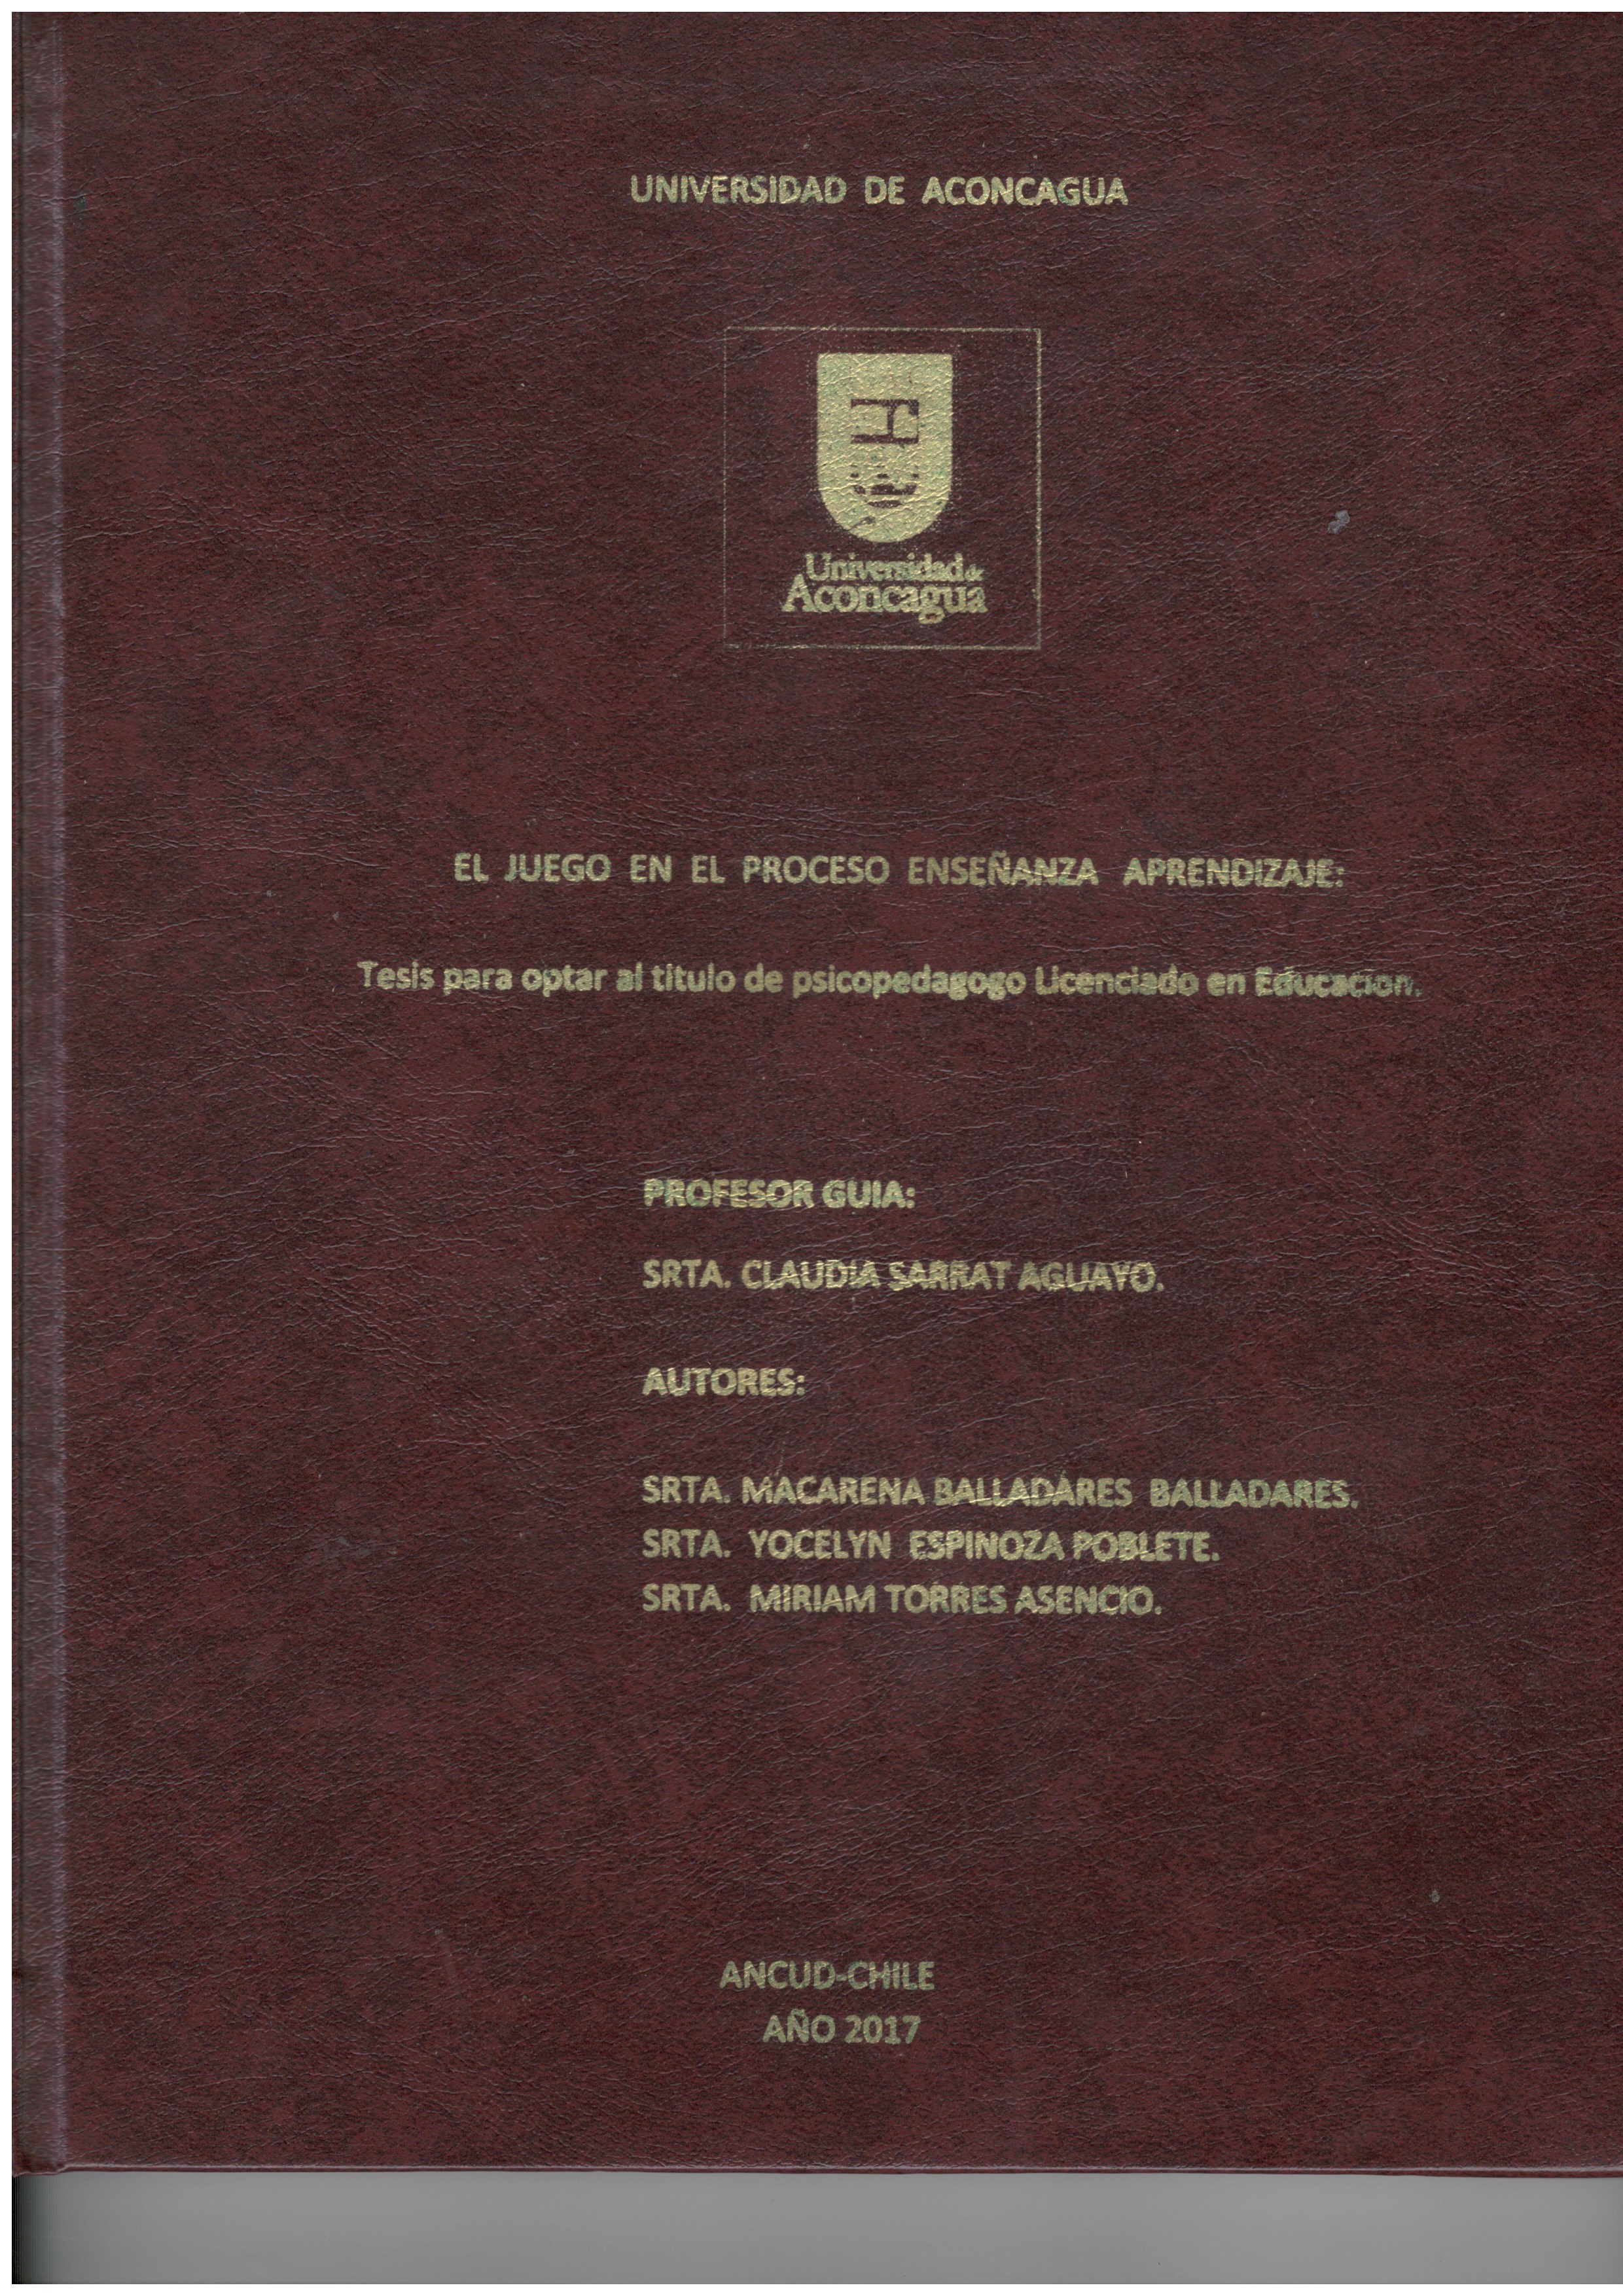 UNIVERSIDAD DE ACONCAGUA
Universidad de
Aconcagua
EL JUEGO EN EL PROCESO ENSEÑANZA APRENDIZAJE:
Tesis para optar al titulo de psicopedagogo Licenciado en Educacion.
PROFESOR GUIA:
SRTA. CLAUDIA SARRAT AGUAYO.
AUTORES:
SRTA. MACARENA BALLADARES BALLADARES.
SRTA. YOCELYN ESPINOZA POBLETE.
SRTA. MIRIAM TORRES ASENCIO.
ANCUD-CHILE
AÑO 2017